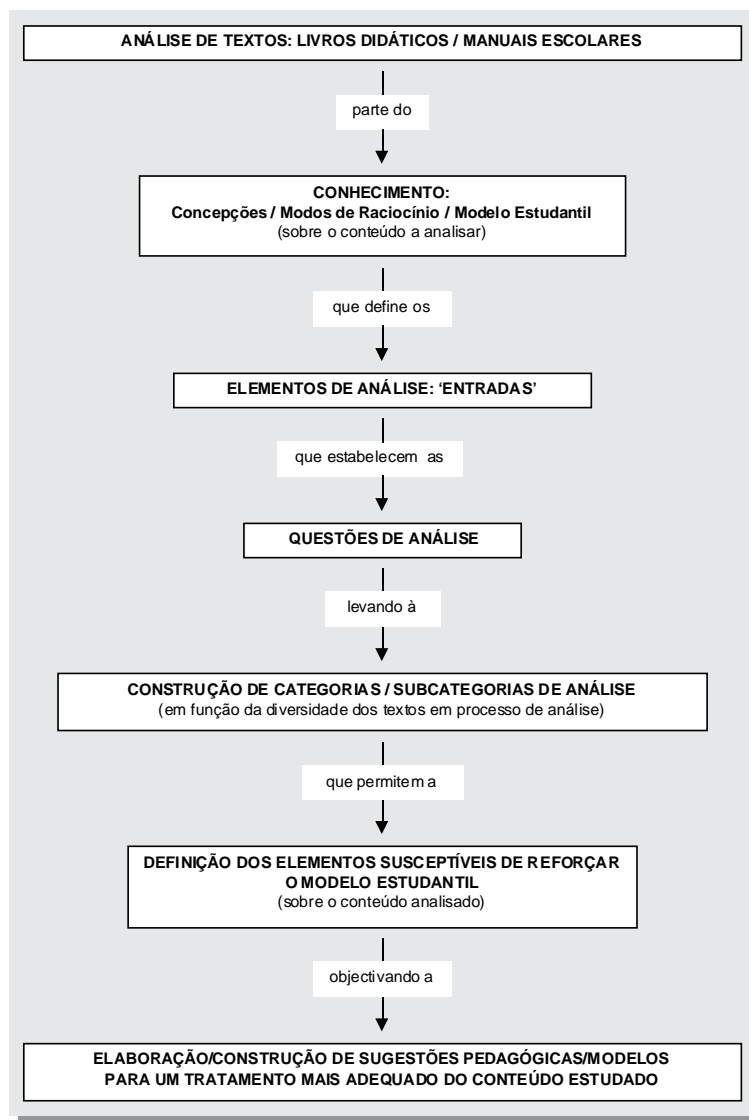 ANÁLISE DE TEXTOS: LIVROS DIDÁTICOS / MANUAIS ESCOLARES
parte do
CONHECIMENTO:
Concepções / Modos de Raciocínio / Modelo Estudantil
(sobre o conteúdo a analisar)
que define os
ELEMENTOS DE ANÁLISE: ‘ENTRADAS’
que estabelecem as
QUESTÕES DE ANÁLISE
levando à
CONSTRUÇÃO DE CATEGORIAS / SUBCATEGORIAS DE ANÁLISE
(em função da diversidade dos textos em processo de análise)
que permitem a
DEFINIÇÃO DOS ELEMENTOS SUSCEPTÍVEIS DE REFORÇAR
O MODELO ESTUDANTIL
(sobre o conteúdo analisado)
objectivando a
ELABORAÇÃO/CONSTRUÇÃO DE SUGESTÕES PEDAGÓGICAS/MODELOS
PARA UM TRATAMENTO MAIS ADEQUADO DO CONTEÚDO ESTUDADO